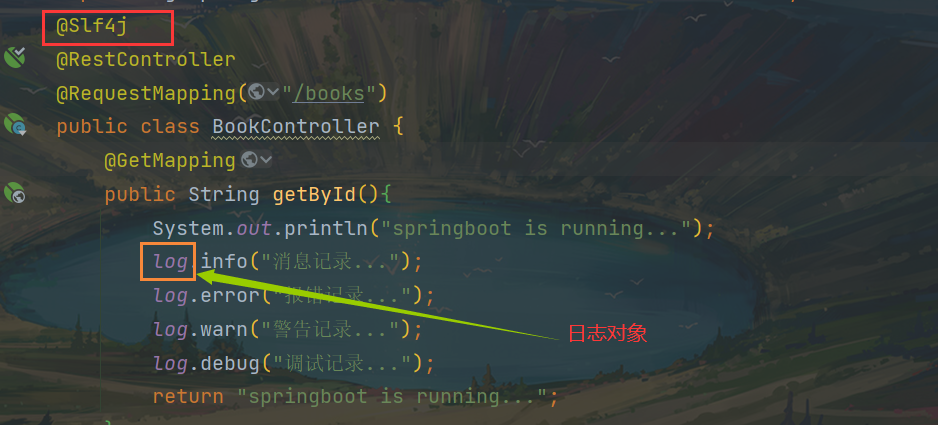 @Slf4j
@RestController
@RequestMapping("/books")
public class BookController {
@GetMapping
public String getById(){
System.out.println("springboot is running...");
log.info("消息记录...");
log.error("报错记录...");
log.warn("警告记录...");
日志对象
log.debug("调试记录...");
return "springboot is running...";